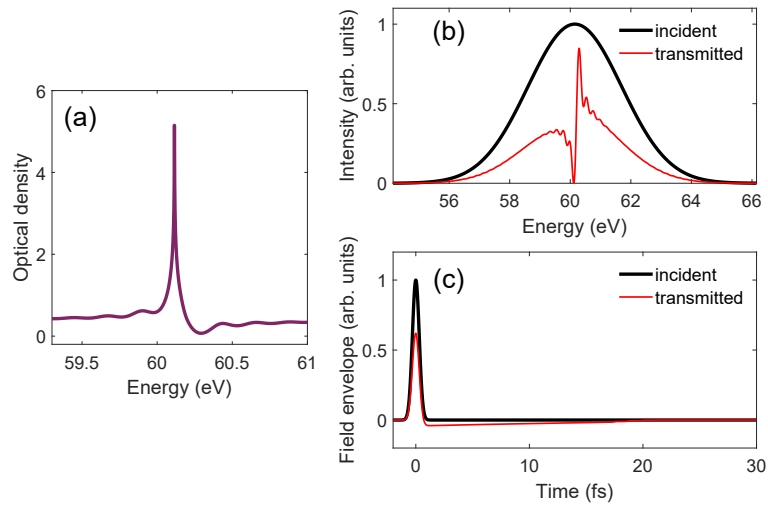 (a)
6
4
2
0
Optical density
59.5 60 60.5 61
Energy (eV)
(b)
incident
transmitted
1
0.5
0
Intensity (arb. units)
56 58 60 62 64 66
Energy (eV)
(c)
incident
transmitted
1
0.5
0
Field envelope (arb. units)
0 10 20 30
Time (fs)